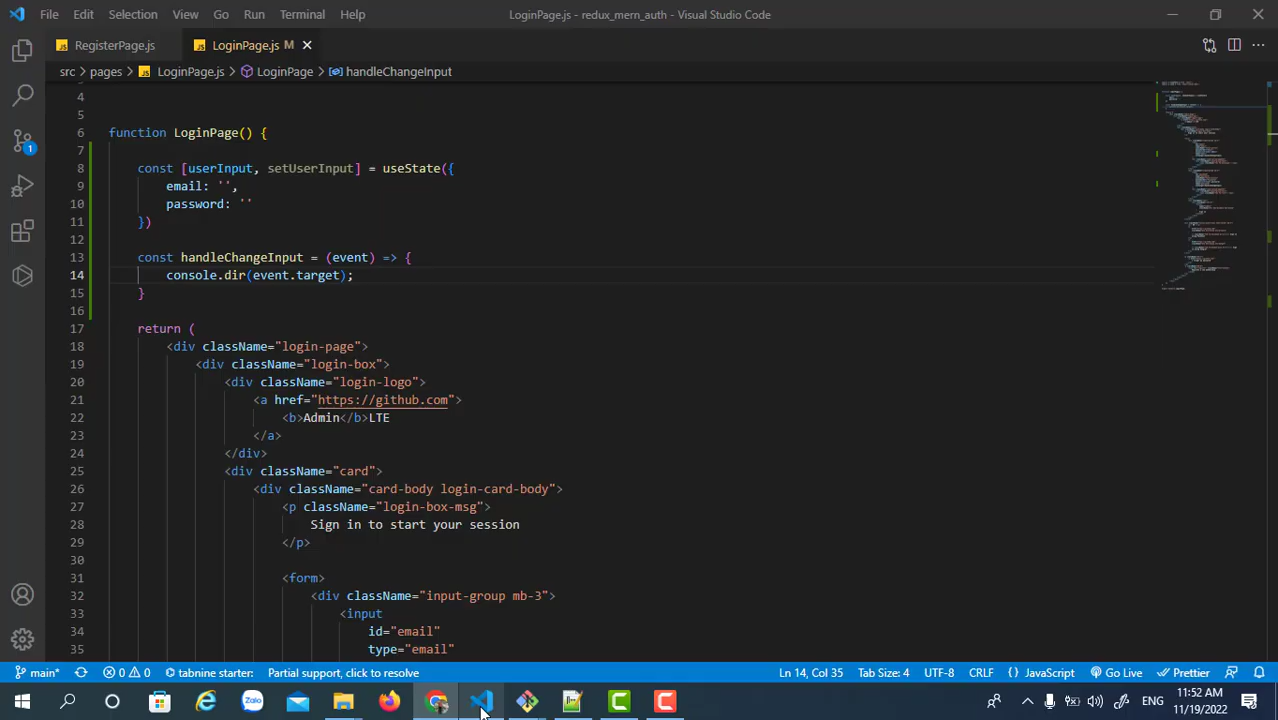 File Edit Selection View Go Run Terminal Help LoginPage.js - redux_mern_auth - Visual Studio Code
RegisterPage.js LoginPage.js M
src > pages > LoginPage.js > LoginPage > handleChangeInput
4
5
6 function LoginPage() {
7
8 const [userInput, setUserInput] = useState({
9 email: '',
10 password: ''
11 })
12
13 const handleChangeInput = (event) => {
14 console.dir(event.target);
15 }
16
17 return (
18 <div className="login-page">
19 <div className="login-box">
20 <div className="login-logo">
21 <a href="https://github.com">
22 <b>Admin</b>LTE
23 </a>
24 </div>
25 <div className="card">
26 <div className="card-body login-card-body">
27 <p className="login-box-msg">
28 Sign in to start your session
29 </p>
30
31 <form>
32 <div className="input-group mb-3">
33 <input
34 id="email"
35 type="email"
1
main* 0 0 tabnine starter: Partial support, click to resolve Ln 14, Col 35 Tab Size: 4 UTF-8 CRLF { } JavaScript Go Live Prettier
Zalo ENG 11:52 AM
11/19/2022